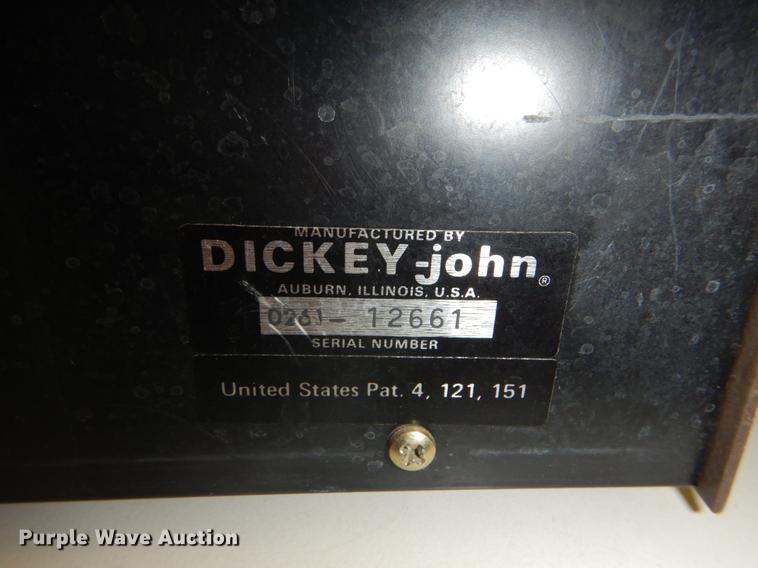 MANUFACTURED BY
DICKEY-john®
AUBURN, ILLINOIS, U.S.A.
0261- 12661
SERIAL NUMBER
United States Pat. 4, 121, 151
Purple Wave Auction